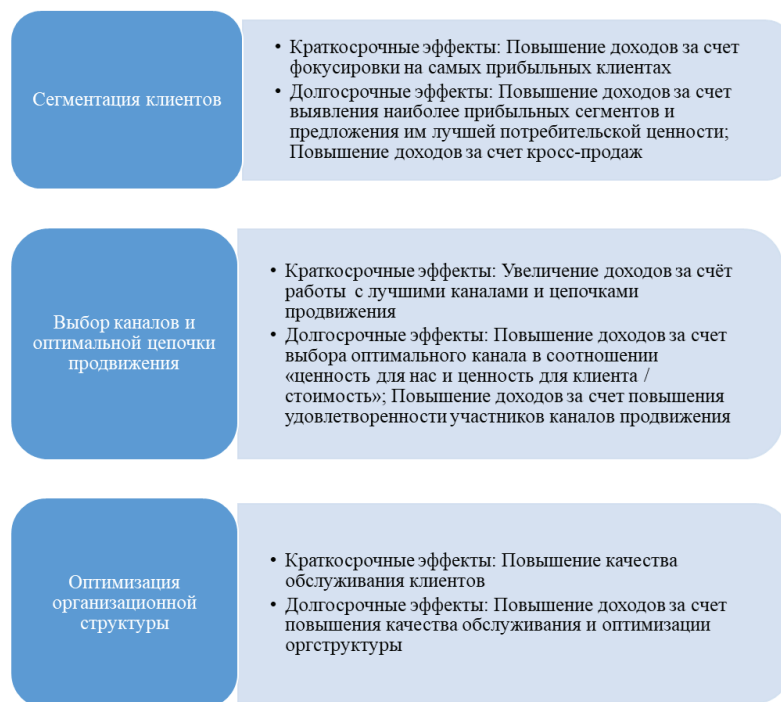 Сегментация клиентов
• Краткосрочные эффекты: Повышение доходов за счет
фокусировки на самых прибыльных клиентах
• Долгосрочные эффекты: Повышение доходов за счет
выявления наиболее прибыльных сегментов и
предложения им лучшей потребительской ценности;
Повышение доходов за счет кросс-продаж
Выбор каналов и
оптимальной цепочки
продвижения
• Краткосрочные эффекты: Увеличение доходов за счёт
работы с лучшими каналами и цепочками
продвижения
• Долгосрочные эффекты: Повышение доходов за счет
выбора оптимального канала в соотношении
«ценность для нас и ценность для клиента /
стоимость»; Повышение доходов за счет повышения
удовлетворенности участников каналов продвижения
Оптимизация
организационной
структуры
• Краткосрочные эффекты: Повышение качества
обслуживания клиентов
• Долгосрочные эффекты: Повышение доходов за счет
повышения качества обслуживания и оптимизации
оргструктуры